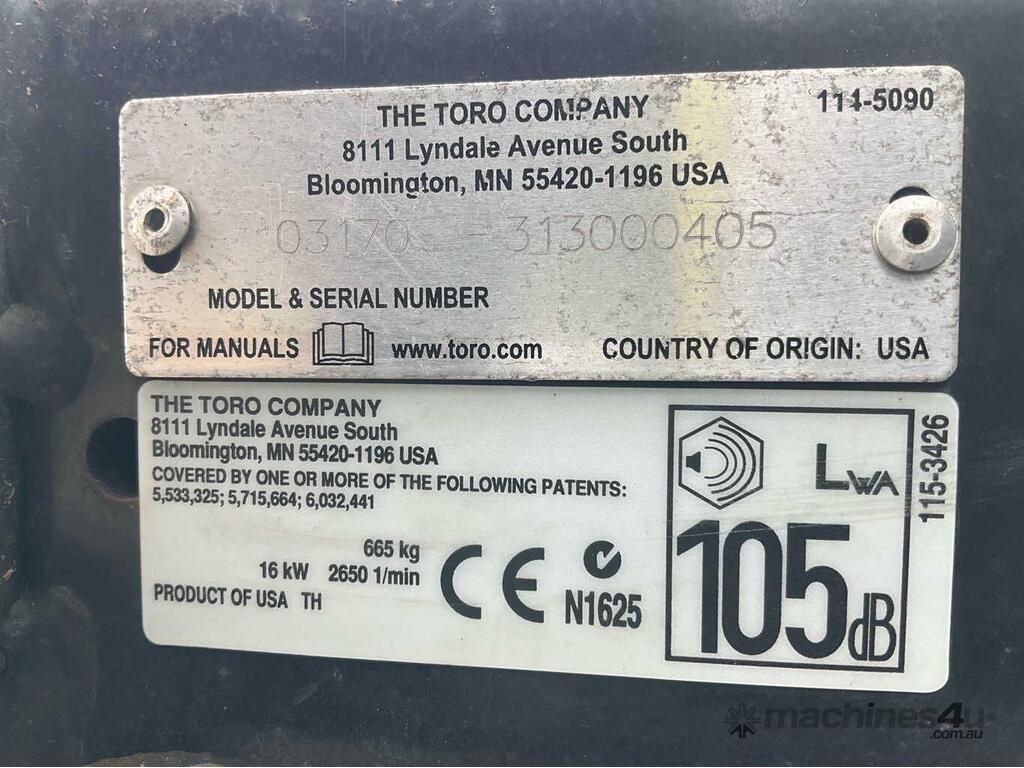 THE TORO COMPANY 114-5090
8111 Lyndale Avenue South
Bloomington, MN 55420-1196 USA
03170 313000405
MODEL & SERIAL NUMBER
FOR MANUALS www.toro.com COUNTRY OF ORIGIN: USA
THE TORO COMPANY
8111 Lyndale Avenue South
Bloomington, MN 55420-1196 USA
COVERED BY ONE OR MORE OF THE FOLLOWING PATENTS:
5,533,325; 5,715,664; 6,032,441
665 kg
16 kW 2650 1/min
PRODUCT OF USA TH
CE
N1625
LWA
105 dB
115-3426
machines4u
.com.au